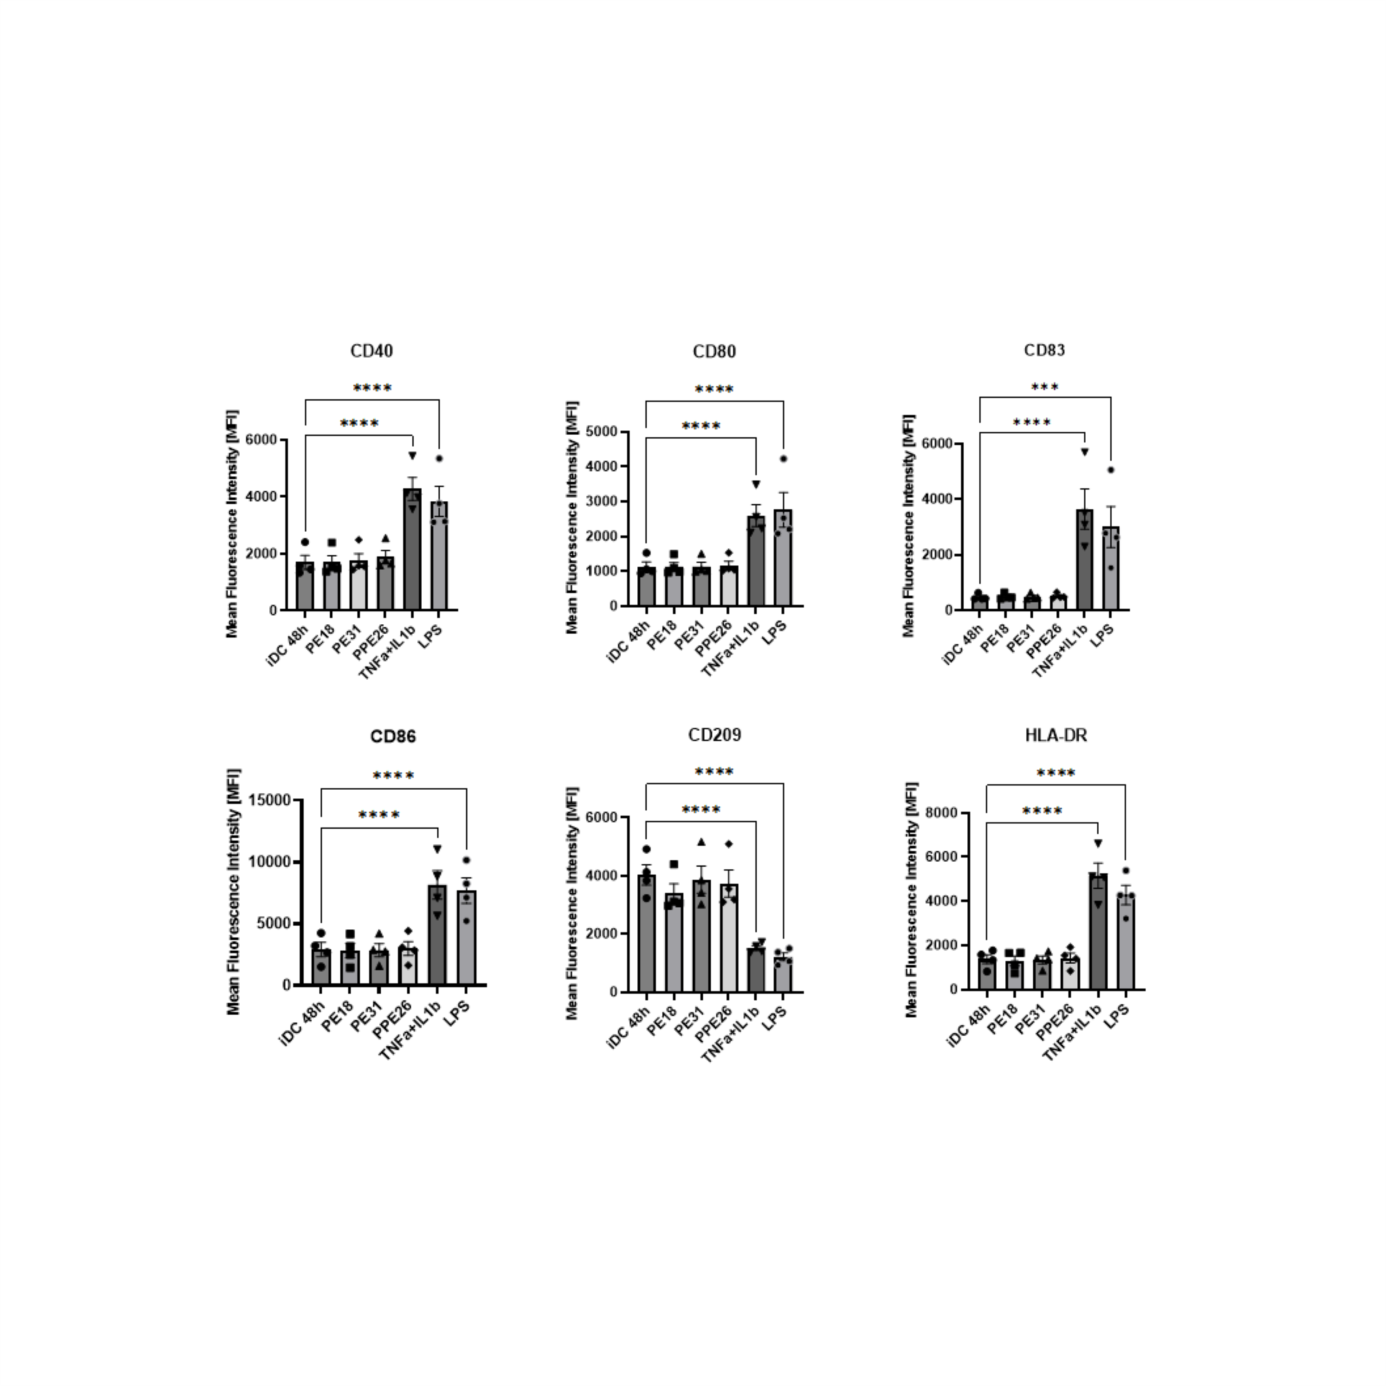 CD40
****
****
Mean Fluorescence Intensity [MFI]
6000
4000
2000
0
iDC 48h
PE18
PE31
PPE26
TNFa+IL1b
LPS
CD80
****
****
Mean Fluorescence Intensity [MFI]
5000
4000
3000
2000
1000
0
iDC 48h
PE18
PE31
PPE26
TNFa+IL1b
LPS
CD83
***
****
Mean Fluorescence Intensity [MFI]
6000
4000
2000
0
iDC 48h
PE18
PE31
PPE26
TNFa+IL1b
LPS
CD86
****
****
Mean Fluorescence Intensity [MFI]
15000
10000
5000
0
iDC 48h
PE18
PE31
PPE26
TNFa+IL1b
LPS
CD209
****
****
Mean Fluorescence Intensity [MFI]
6000
4000
2000
0
iDC 48h
PE18
PE31
PPE26
TNFa+IL1b
LPS
HLA-DR
****
****
Mean Fluorescence Intensity [MFI]
8000
6000
4000
2000
0
iDC 48h
PE18
PE31
PPE26
TNFa+IL1b
LPS